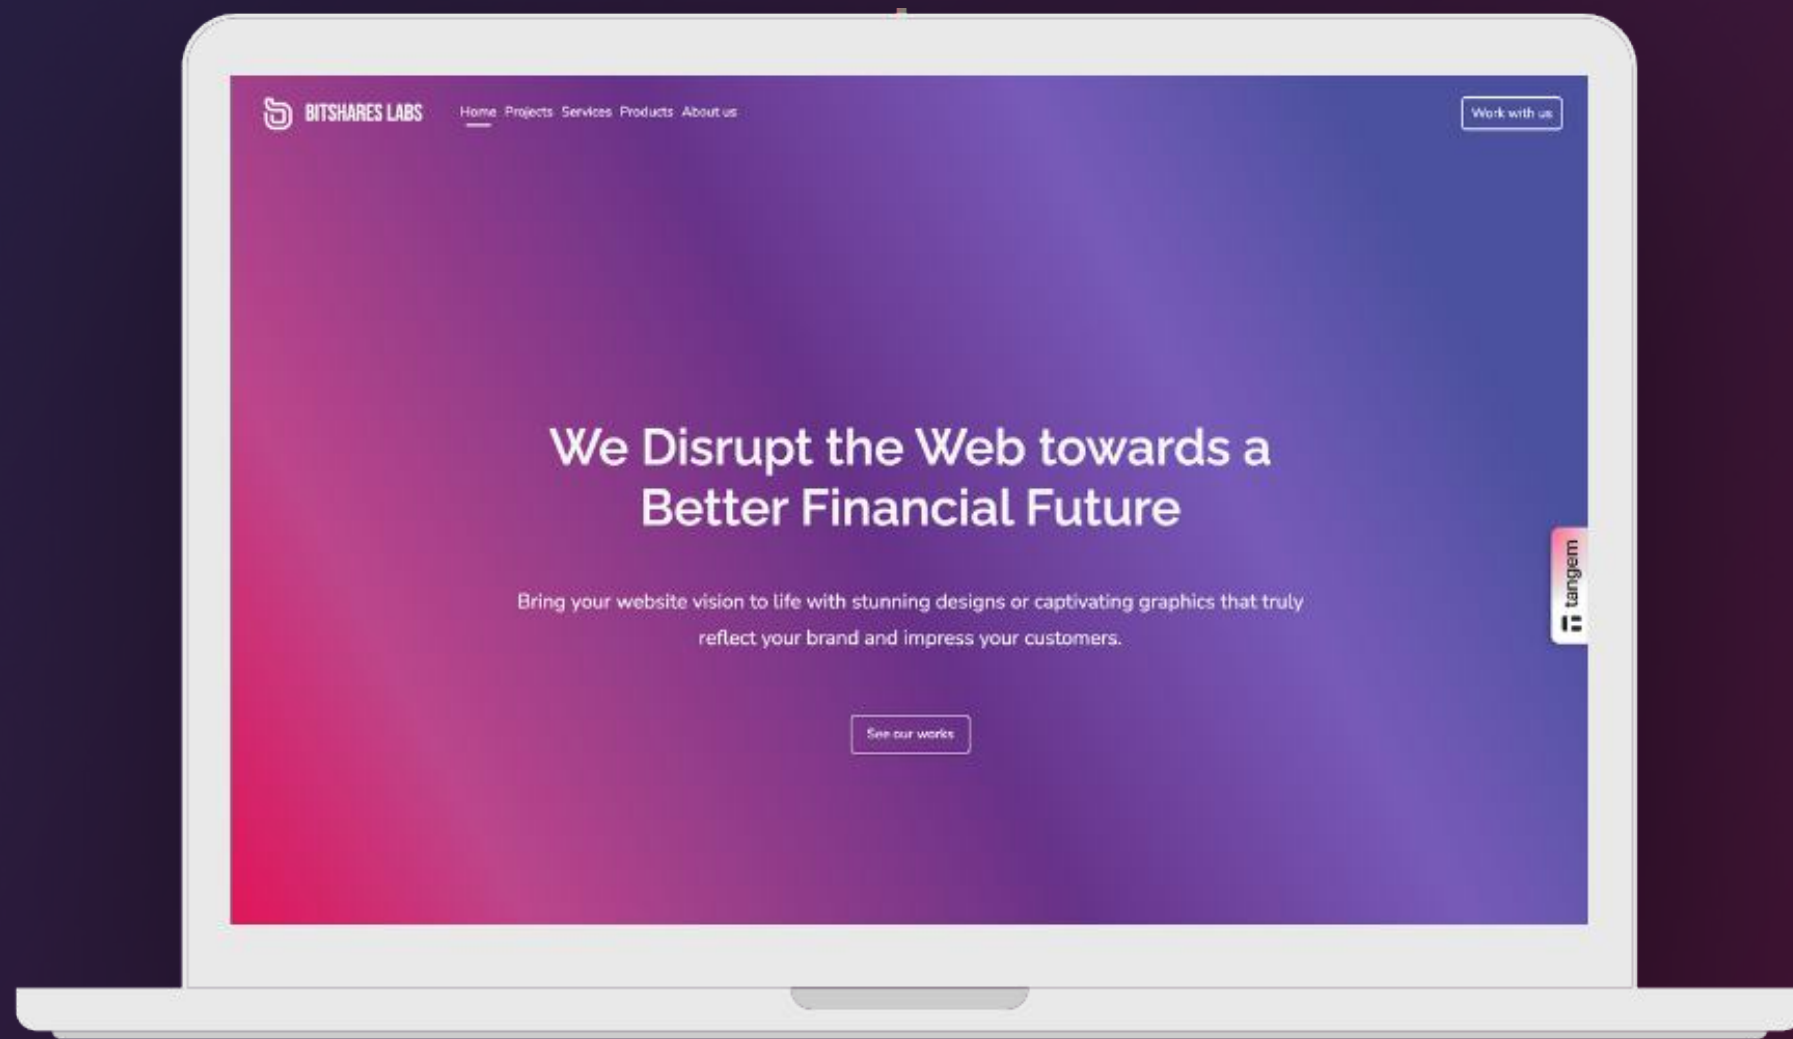 BITSHARES LABS
Home Projects Services Products About us
Work with us
We Disrupt the Web towards a
Better Financial Future
Bring your website vision to life with stunning designs or captivating graphics that truly
reflect your brand and impress your customers.
tangem
See our works